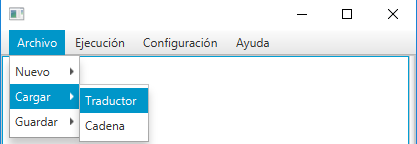 Archivo Ejecución Configuración Ayuda
Nuevo
Cargar Traductor
Guardar Cadena